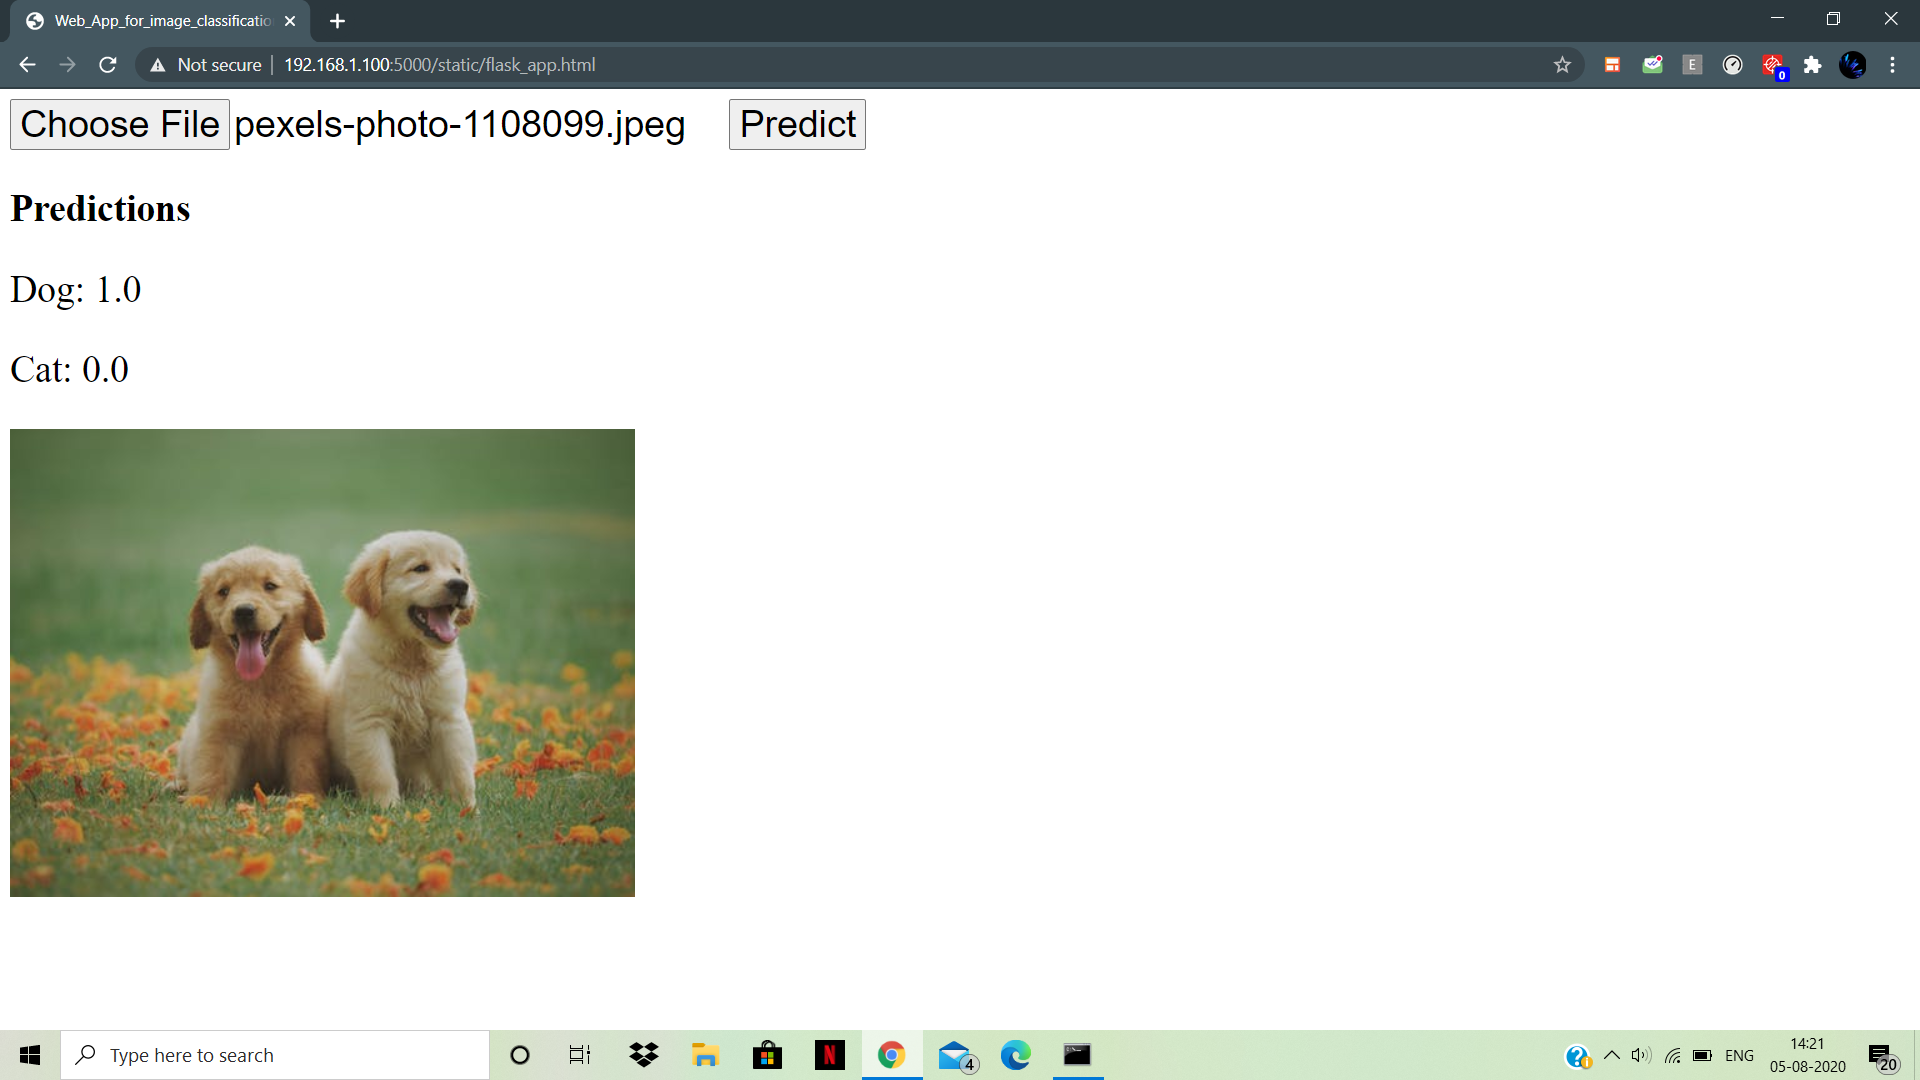 Web_App_for_image_classificatio
Not secure 192.168.1.100:5000/static/flask_app.html
E
0
Choose File pexels-photo-1108099.jpeg Predict
Predictions
Dog: 1.0
Cat: 0.0
Type here to search
N
4
ENG
14:21
05-08-2020
20